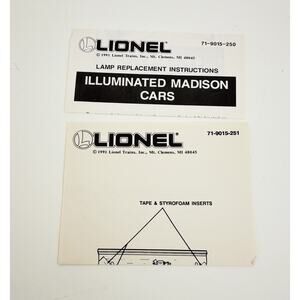 LIONEL
71-9015-250
© 1991 Lionel Trains, Inc., Mt. Clemens, MI 48045
LAMP REPLACEMENT INSTRUCTIONS
ILLUMINATED MADISON
CARS
LIONEL
71-9015-251
© 1991 Lionel Trains, Inc., Mt. Clemens, MI 48045
TAPE & STYROFOAM INSERTS